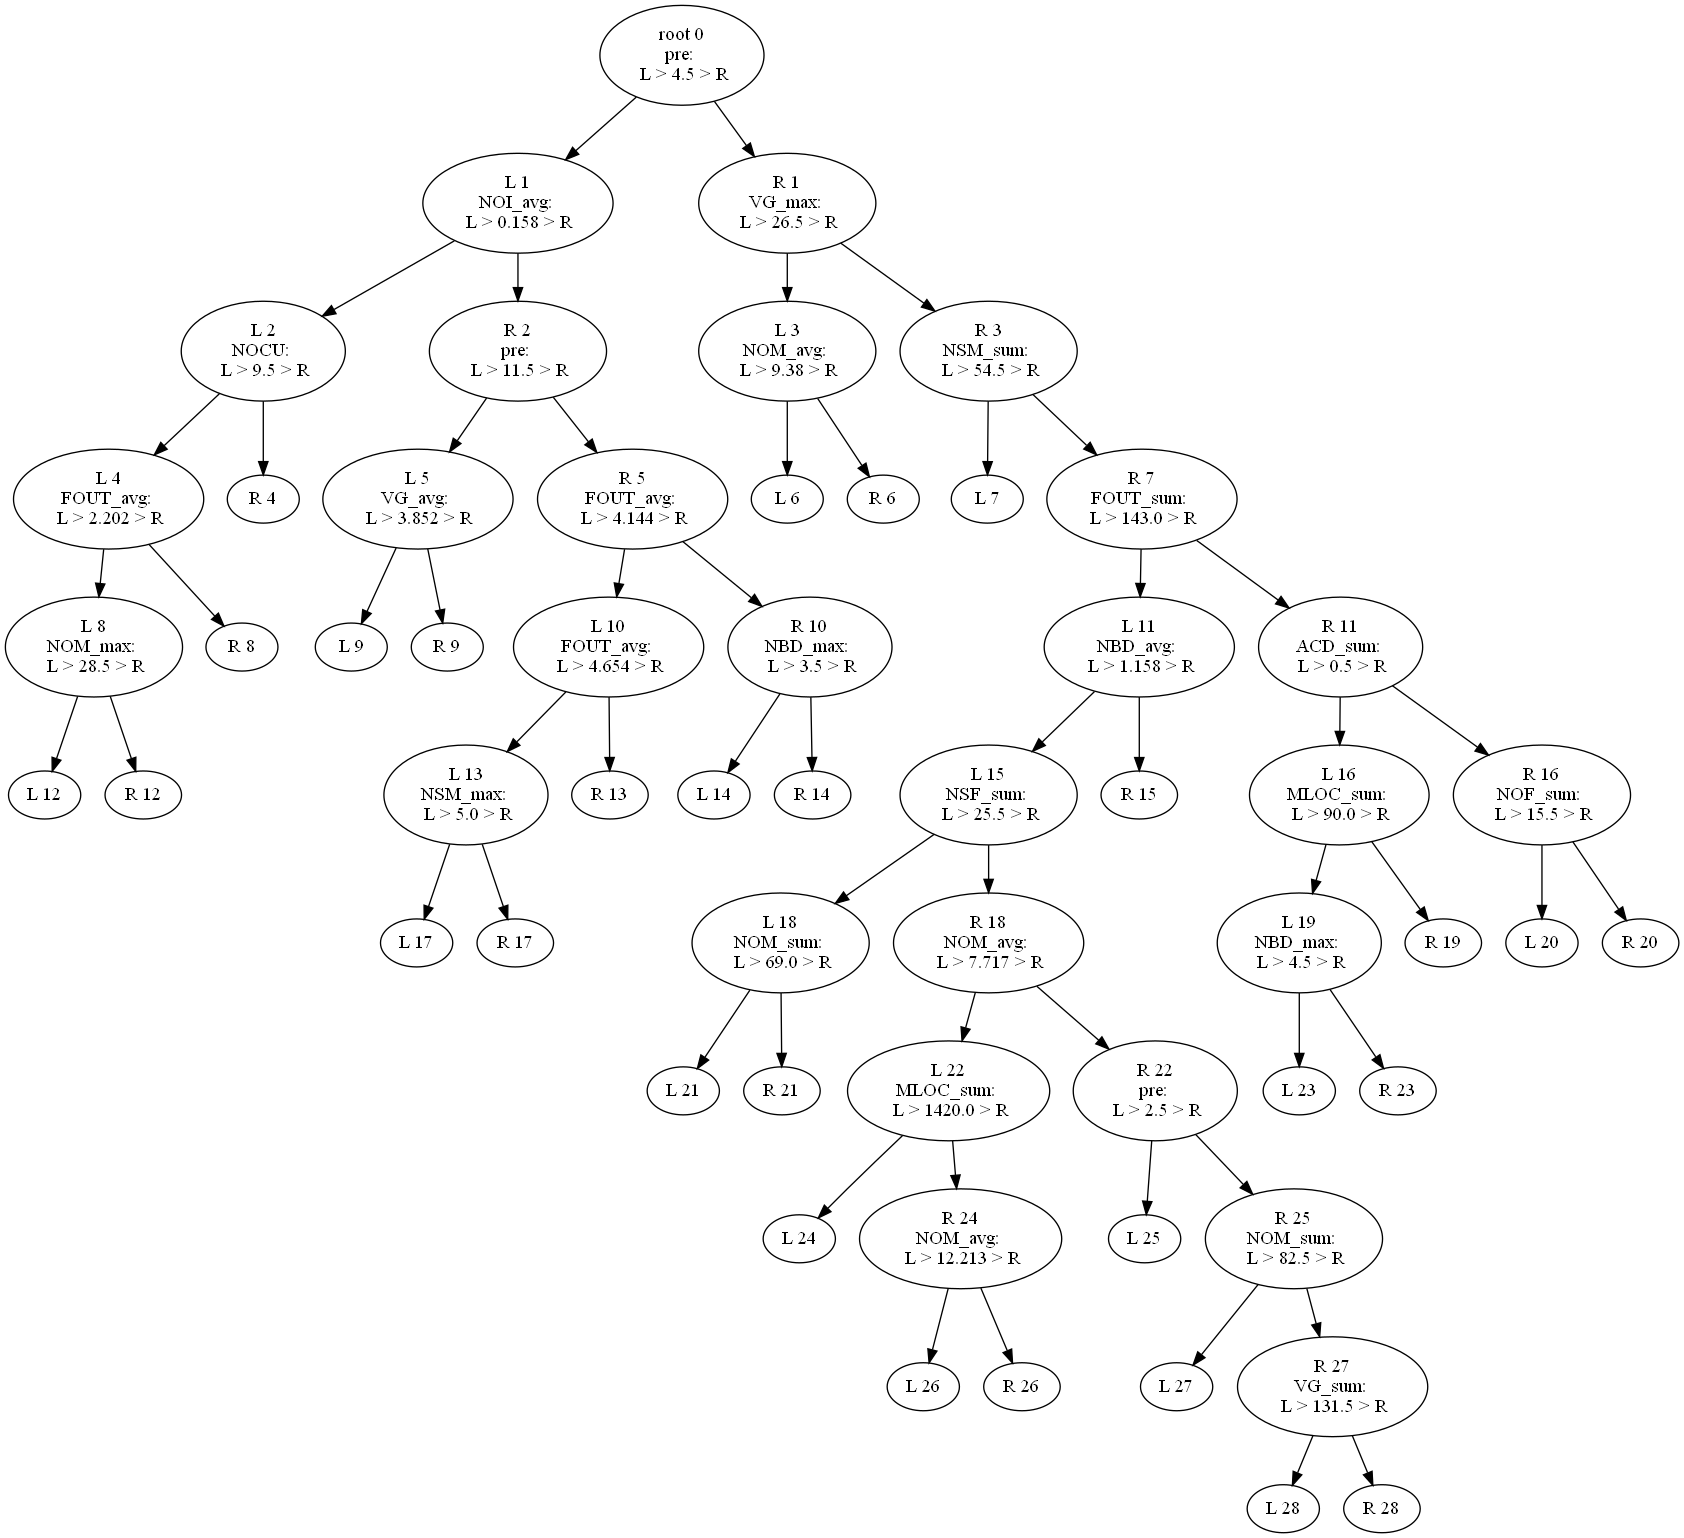 root 0
pre:
L > 4.5 > R
L 1
NOI_avg:
L > 0.158 > R
R 1
VG_max:
L > 26.5 > R
L 2
NOCU:
L > 9.5 > R
R 2
pre:
L > 11.5 > R
L 3
NOM_avg:
L > 9.38 > R
R 3
NSM_sum:
L > 54.5 > R
L 4
FOUT_avg:
L > 2.202 > R
R 4
L 5
VG_avg:
L > 3.852 > R
R 5
FOUT_avg:
L > 4.144 > R
L 6
R 6
L 7
R 7
FOUT_sum:
L > 143.0 > R
L 8
NOM_max:
L > 28.5 > R
R 8
L 9
R 9
L 10
FOUT_avg:
L > 4.654 > R
R 10
NBD_max:
L > 3.5 > R
L 11
NBD_avg:
L > 1.158 > R
R 11
ACD_sum:
L > 0.5 > R
L 12
R 12
L 13
NSM_max:
L > 5.0 > R
R 13
L 14
R 14
L 15
NSF_sum:
L > 25.5 > R
R 15
L 16
MLOC_sum:
L > 90.0 > R
R 16
NOF_sum:
L > 15.5 > R
L 17
R 17
L 18
NOM_sum:
L > 69.0 > R
R 18
NOM_avg:
L > 7.717 > R
L 19
NBD_max:
L > 4.5 > R
R 19
L 20
R 20
L 21
R 21
L 22
MLOC_sum:
L > 1420.0 > R
R 22
pre:
L > 2.5 > R
L 23
R 23
L 24
R 24
NOM_avg:
L > 12.213 > R
L 25
R 25
NOM_sum:
L > 82.5 > R
L 26
R 26
L 27
R 27
VG_sum:
L > 131.5 > R
L 28
R 28